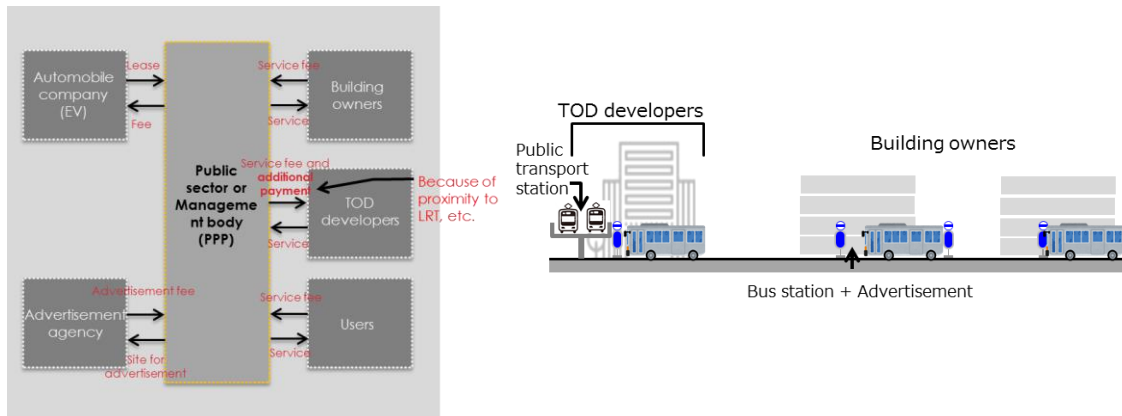 Automobile
company
(EV)
Lease
Fee
Public
sector or
Manageme
nt body
(PPP)
Service fee
Service
Building
owners
Service fee and
additional
payment
Service
TOD
developers
Because of
proximity to
LRT, etc.
Advertisement fee
Advertisement
agency
Site for
advertisement
Service fee
Service
Users
TOD developers
Public
transport
station
Building owners
Bus station + Advertisement